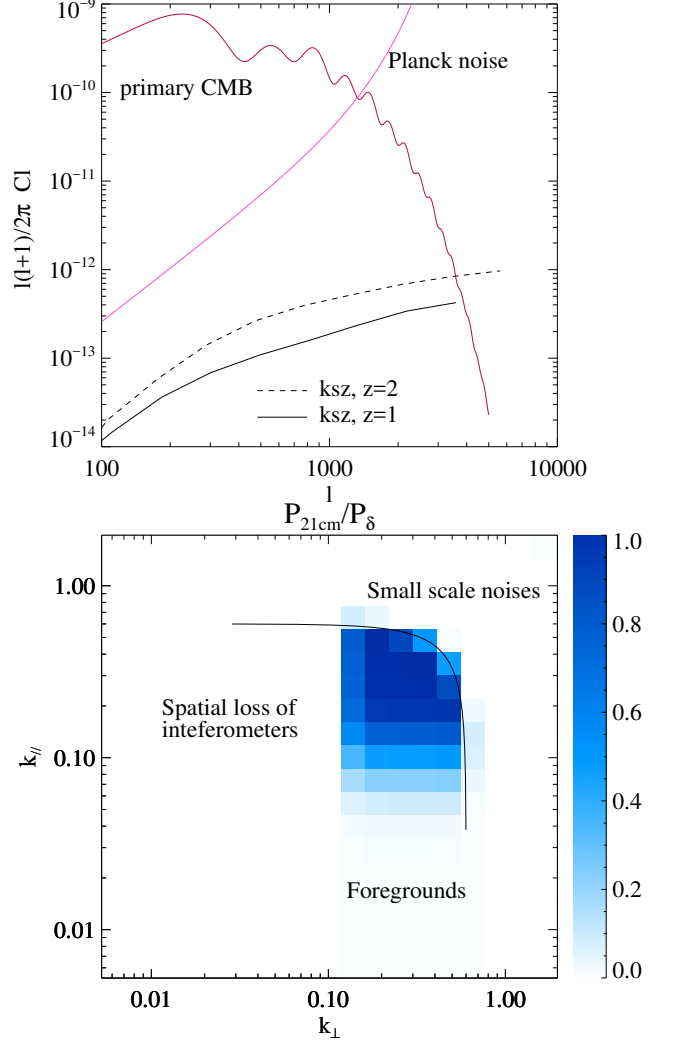 10⁻⁹
Planck noise
primary CMB
10⁻¹⁰
10⁻¹¹
l(l+1)/2π Cl
10⁻¹²
10⁻¹³
ksz, z=2
ksz, z=1
10⁻¹⁴
100 1000 10000
l
P₂₁cm/P_δ
1.00
Small scale noises
1.0
0.8
Spatial loss of
inteferometers
0.6
k_//
0.10
0.4
0.2
Foregrounds
0.01
0.0
0.01 0.10 1.00
k_⊥